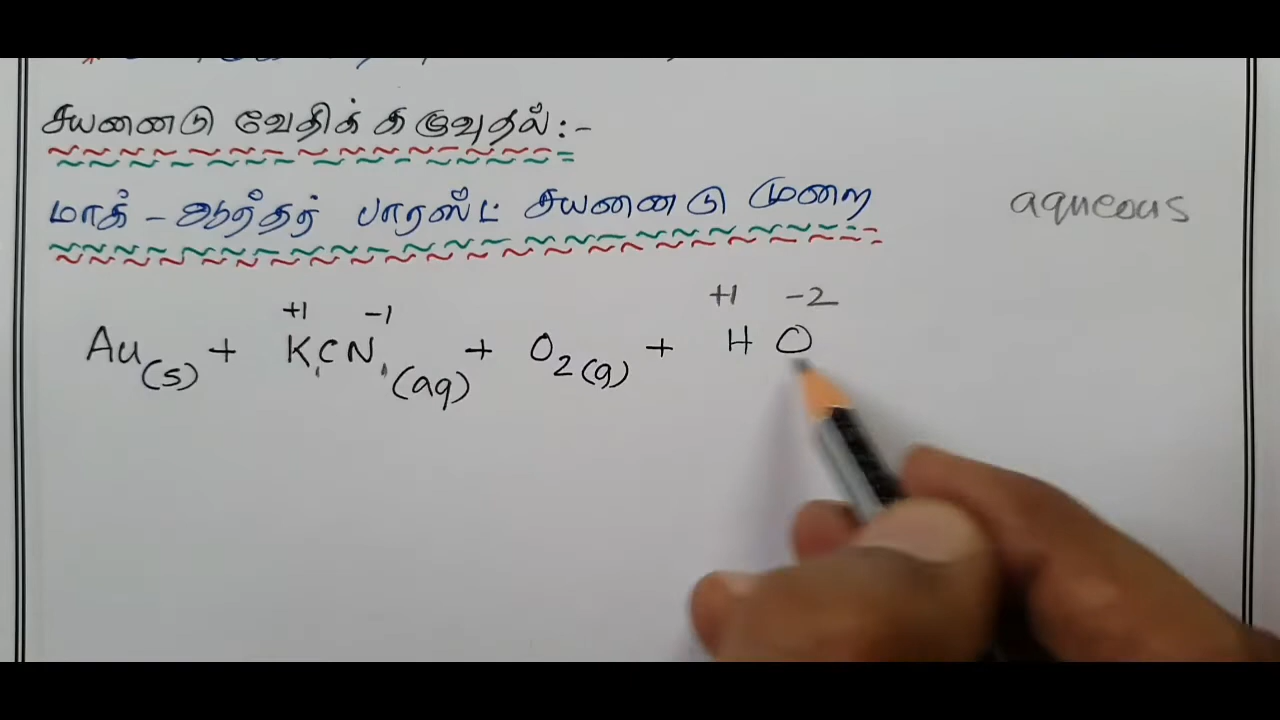 சயனைடு வேதிக் கழுவுதல்:-
மாக் - ஆர்தர் பாரஸ்ட் சயனைடு முறை
aqueous
+1 -1 +1 -2
Au(s) + KCN(aq) + O2(g) + H O